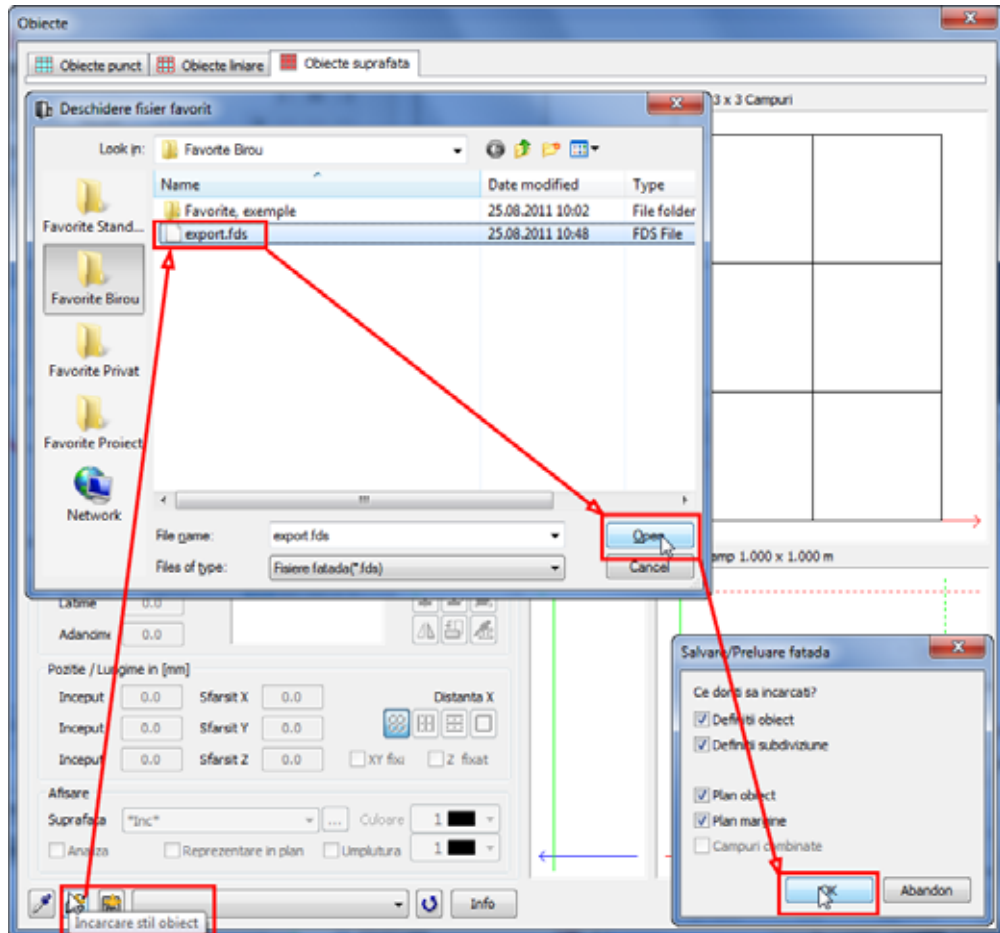 Obiecte
Obiecte punct Obiecte liniare Obiecte suprafata
Deschidere fisier favorit
3 x 3 Campuri
Look in: Favorite Birou
Name Date modified Type
Favorite, exemple 25.08.2011 10:02 File folder
export.fds 25.08.2011 10:48 FDS File
Favorite Stand...
Favorite Birou
Favorite Privat
Favorite Proiect
Network
File name: export.fds Open
Files of type: Fisiere fatada(*.fds) Cancel
amp 1.000 x 1.000 m
Latime 0.0
Adancime 0.0
Pozitie / Lungime in [mm]
Inceput 0.0 Sfarsit X 0.0 Distanta X
Inceput 0.0 Sfarsit Y 0.0
Inceput 0.0 Sfarsit Z 0.0 XY fixu Z fixat
Afisare
Suprafata *Inc* ... Culoare 1
Analiza Reprezentare in plan Umplutura 1
Info
Incarcare stil obiect
Salvare/Preluare fatada
Ce doriti sa incarcati?
Definitii obiect
Definitii subdiviziune
Plan obiect
Plan margine
Campuri combinate
OK Abandon